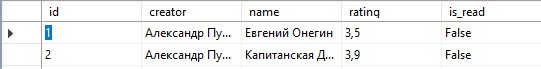 id creator name rating is_read
1 Александр Пу... Евгений Онегин 3,5 False
2 Александр Пу... Капитанская Д... 3,9 False